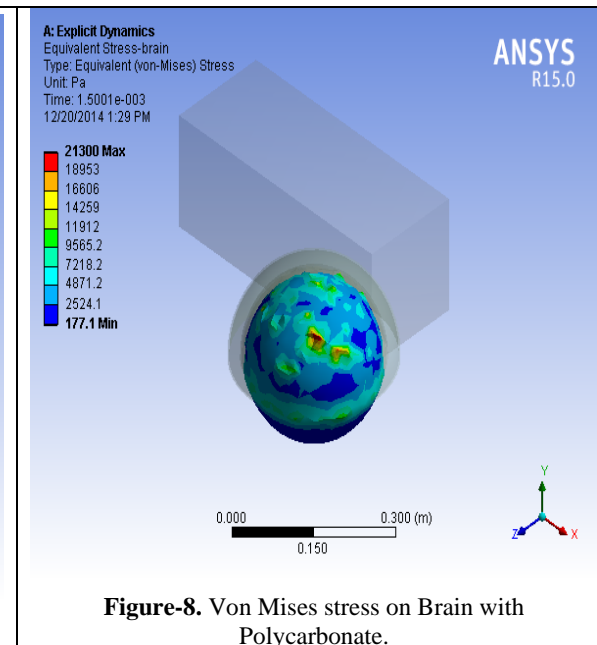 A: Explicit Dynamics
Equivalent Stress-brain
Type: Equivalent (von-Mises) Stress
Unit: Pa
Time: 1.5001e-003
12/20/2014 1:29 PM
ANSYS
R15.0
21300 Max
18953
16606
14259
11912
9565.2
7218.2
4871.2
2524.1
177.1 Min
0.000 0.300 (m)
0.150
Y
Z X
Figure-8. Von Mises stress on Brain with
Polycarbonate.